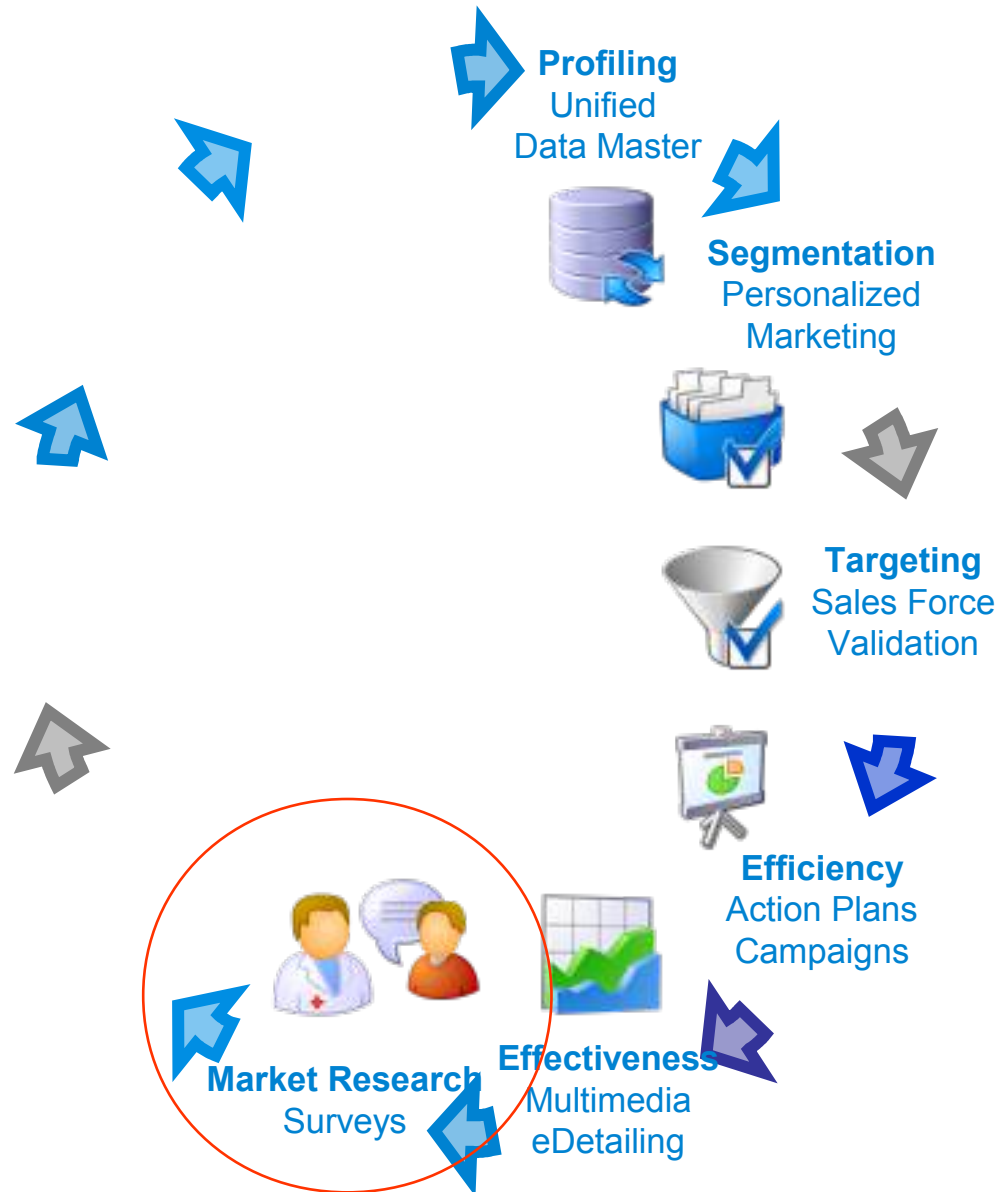 Profiling
Unified
Data Master
Segmentation
Personalized
Marketing
Targeting
Sales Force
Validation
Efficiency
Action Plans
Campaigns
Effectiveness
Multimedia
eDetailing
Market Research
Surveys